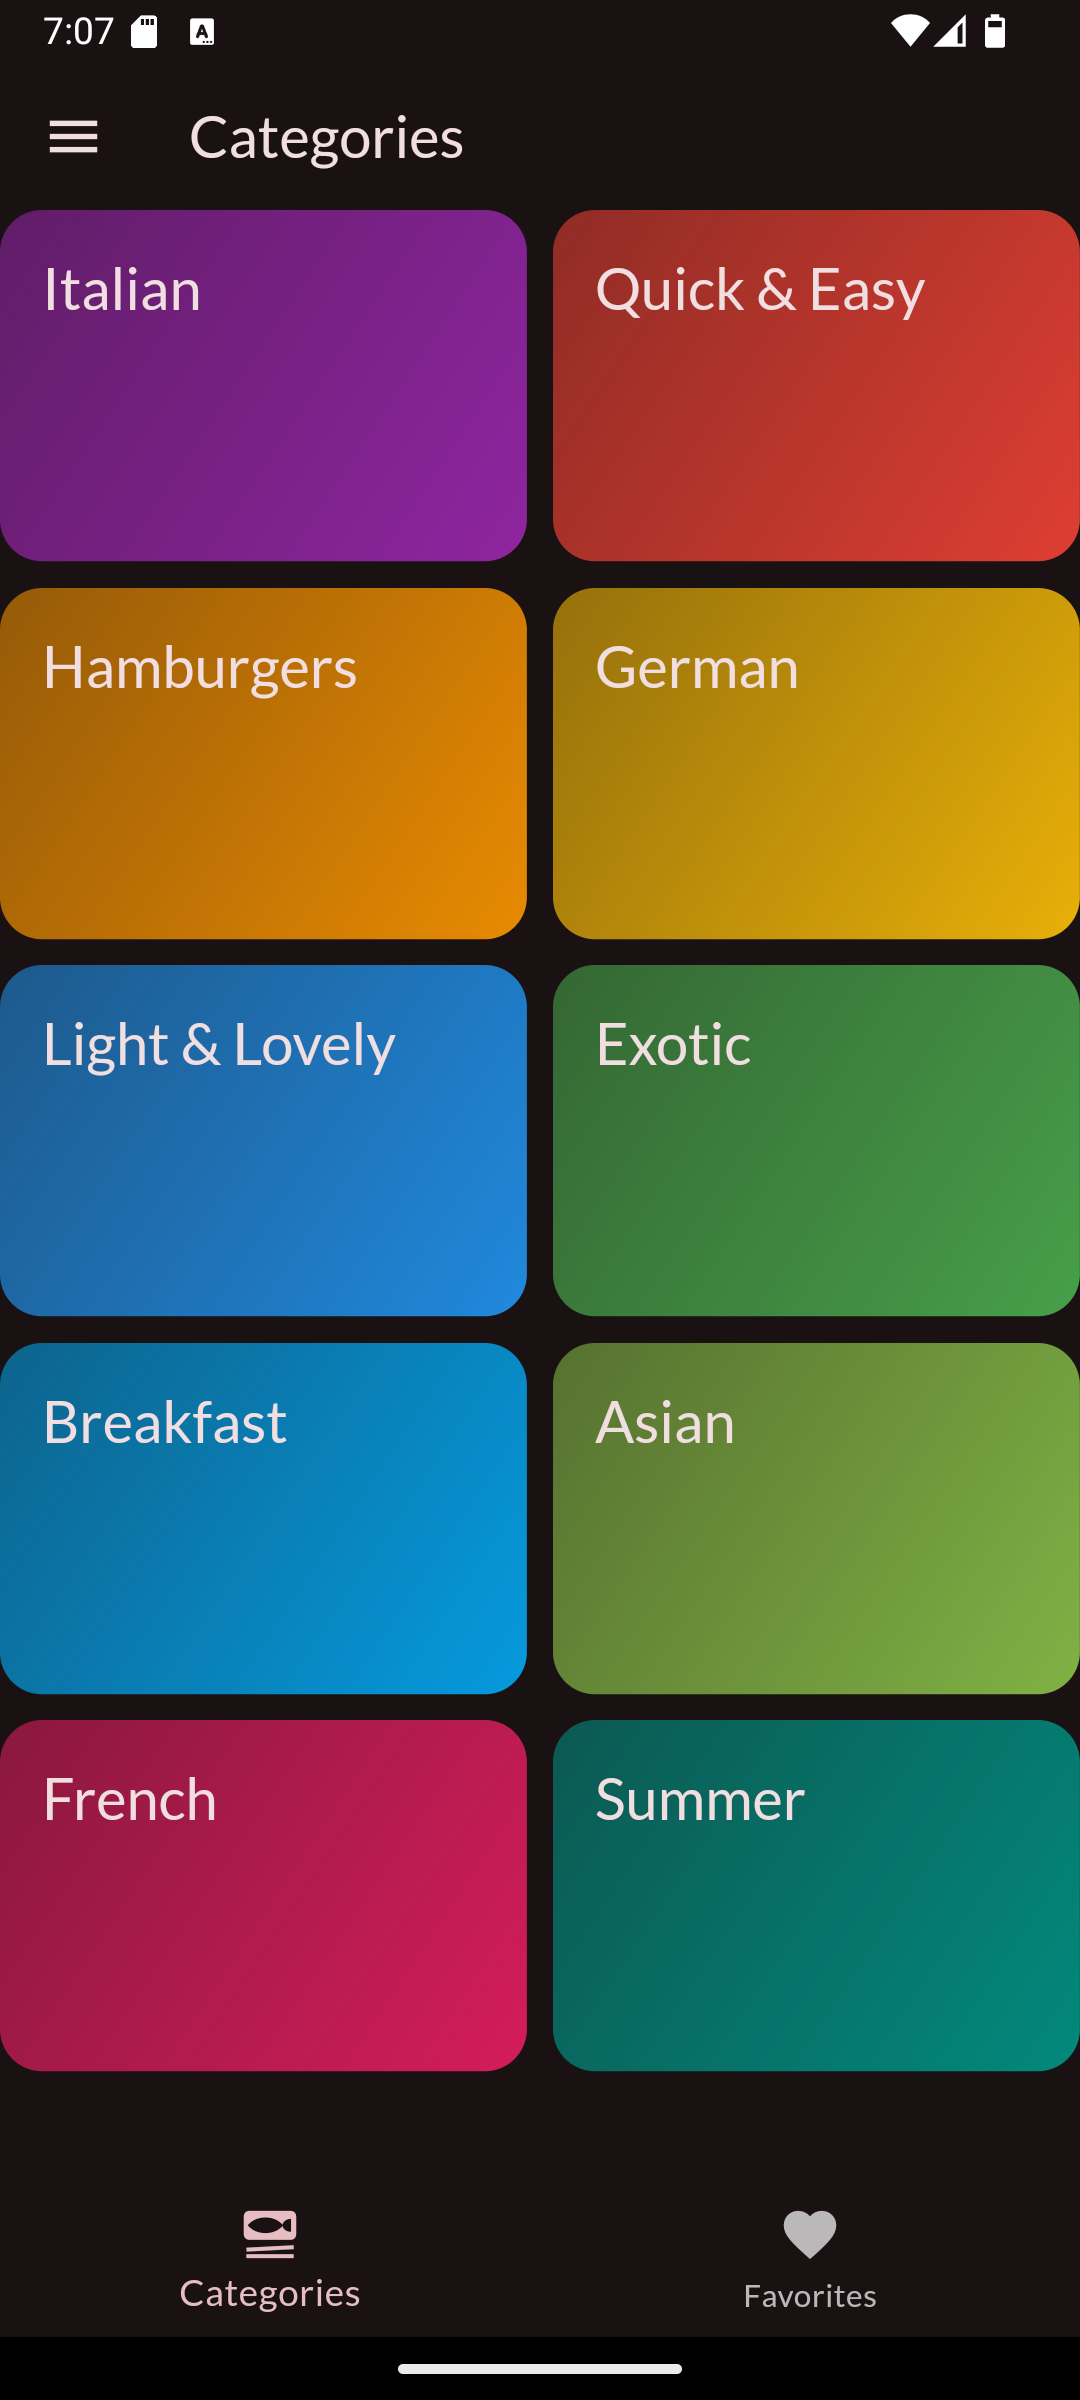 7:07
Categories
Italian
Quick & Easy
Hamburgers
German
Light & Lovely
Exotic
Breakfast
Asian
French
Summer
Categories
Favorites